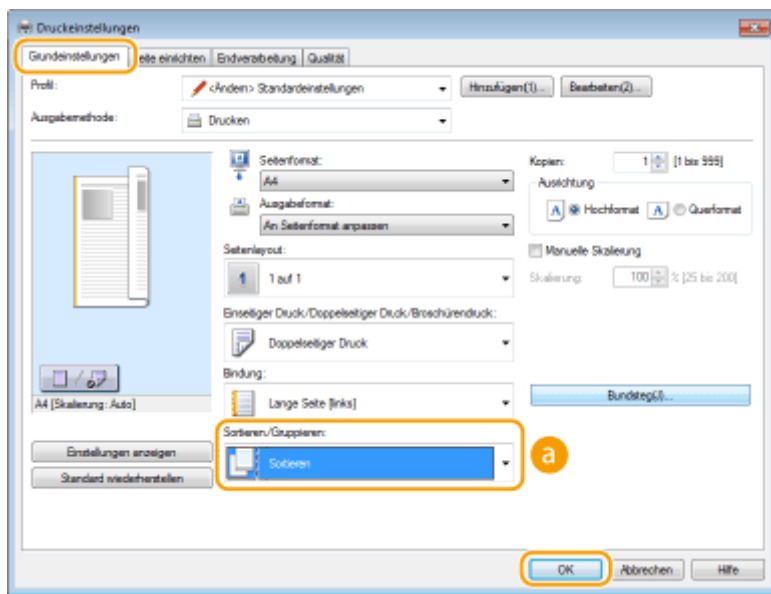 Druckeinstellungen
Grundeinstellungen eite einrichten Endverarbeitung Qualität
Profil: <Ändern> Standardeinstellungen Hinzufügen(1)... Bearbeiten(2)...
Ausgabemethode: Drucken
Seitenformat:
A4
Ausgabeformat:
An Seitenformat anpassen
Kopien: 1 [1 bis 999]
Ausrichtung
A Hochformat A Querformat
Seitenlayout:
1 1 auf 1
Manuelle Skalierung
Skalierung: 100 % [25 bis 200]
Einseitiger Druck/Doppelseitiger Druck/Broschürendruck:
Doppelseitiger Druck
Bindung:
Lange Seite [links]
Bundsteg(J)...
A4 [Skalierung: Auto]
Sortieren/Gruppieren:
Sortieren
a
Einstellungen anzeigen
Standard wiederherstellen
OK Abbrechen Hilfe